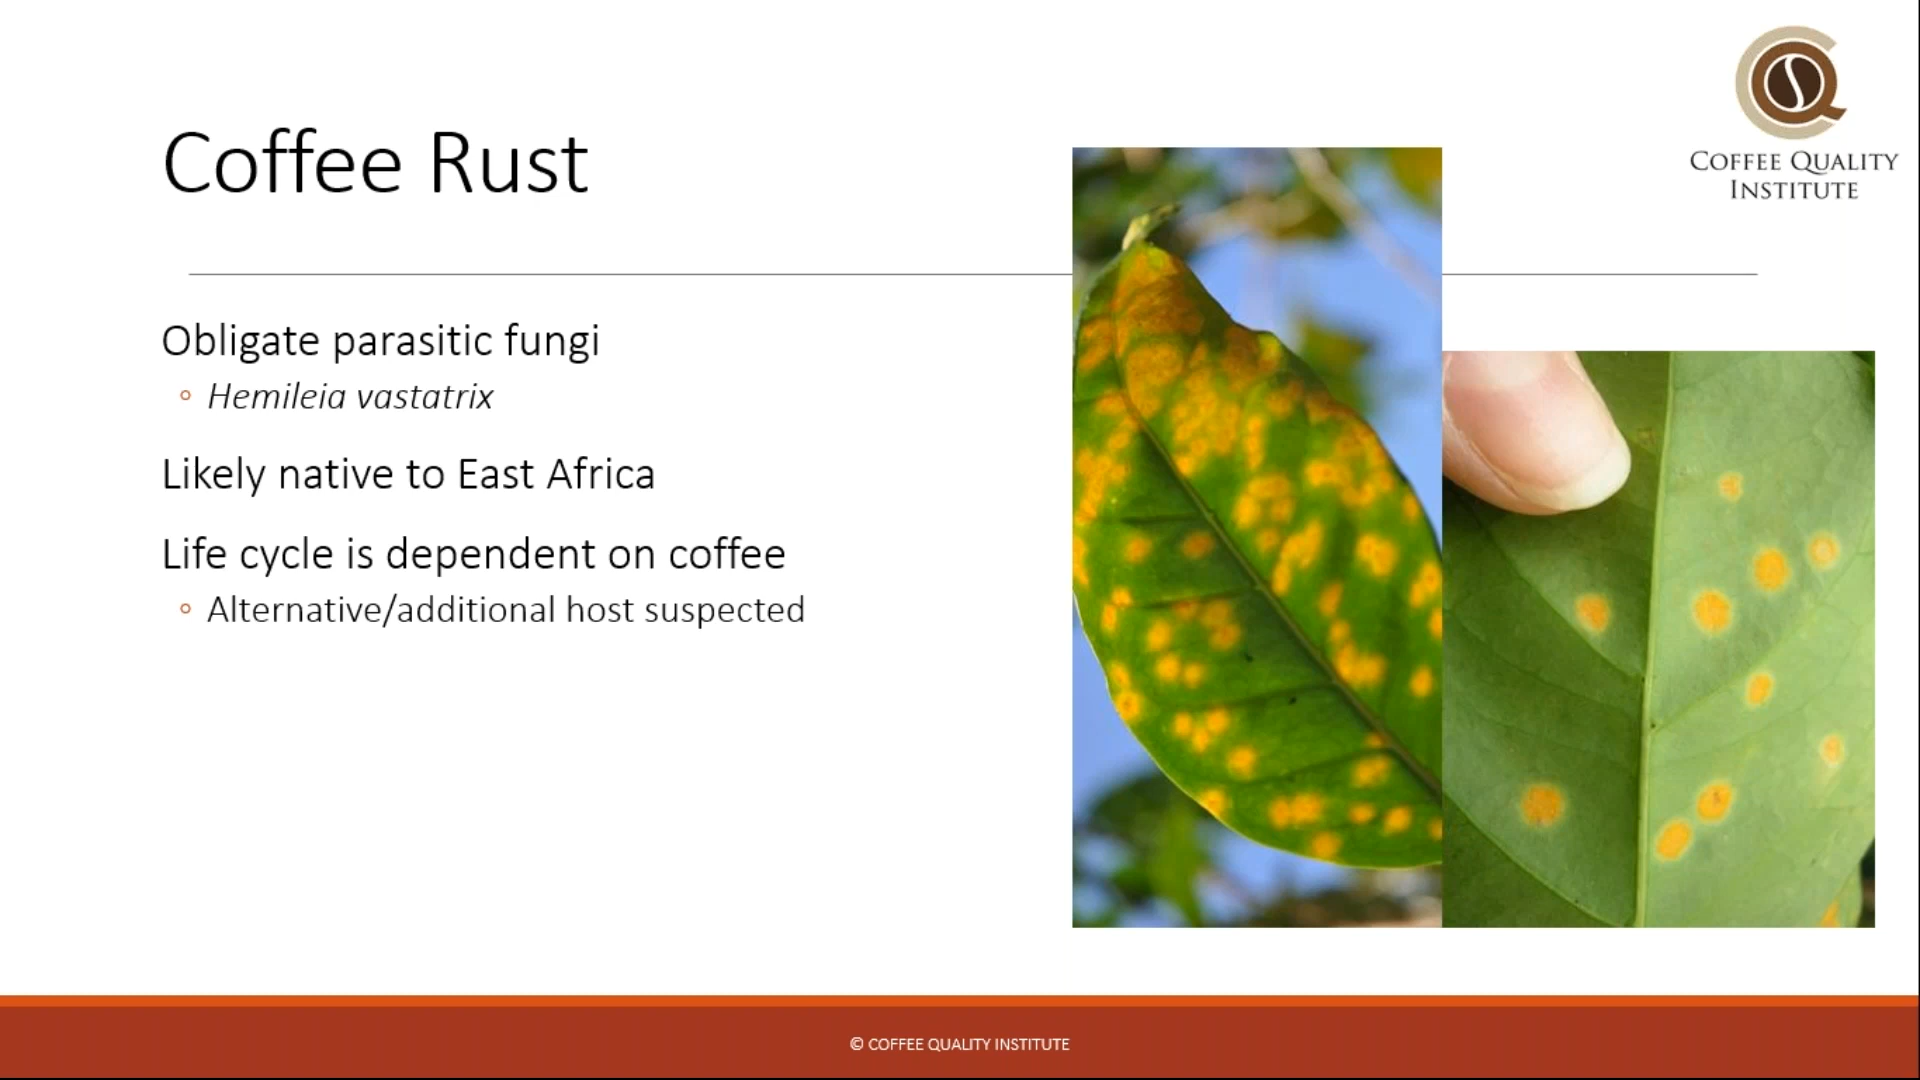 Coffee Rust
COFFEE QUALITY
INSTITUTE
Obligate parasitic fungi
◦ Hemileia vastatrix
Likely native to East Africa
Life cycle is dependent on coffee
◦ Alternative/additional host suspected
© COFFEE QUALITY INSTITUTE